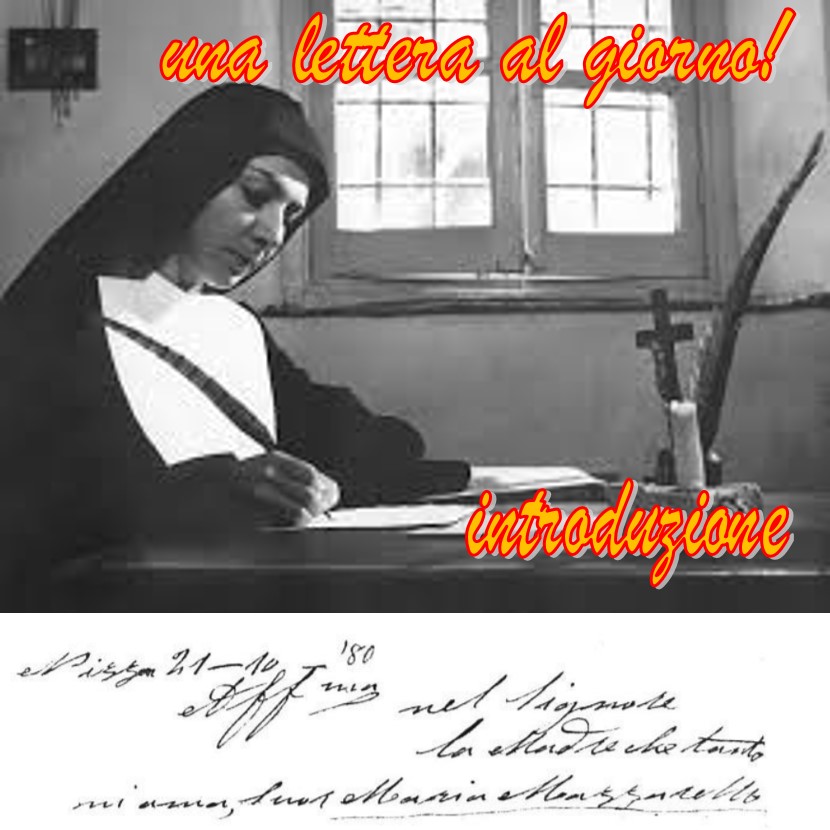 una lettera al giorno!
introduzione
Nizza 21-10 '80
Aff.ma nel Signore
la Madre che tanto
vi ama, Suor Maria Mazzarello